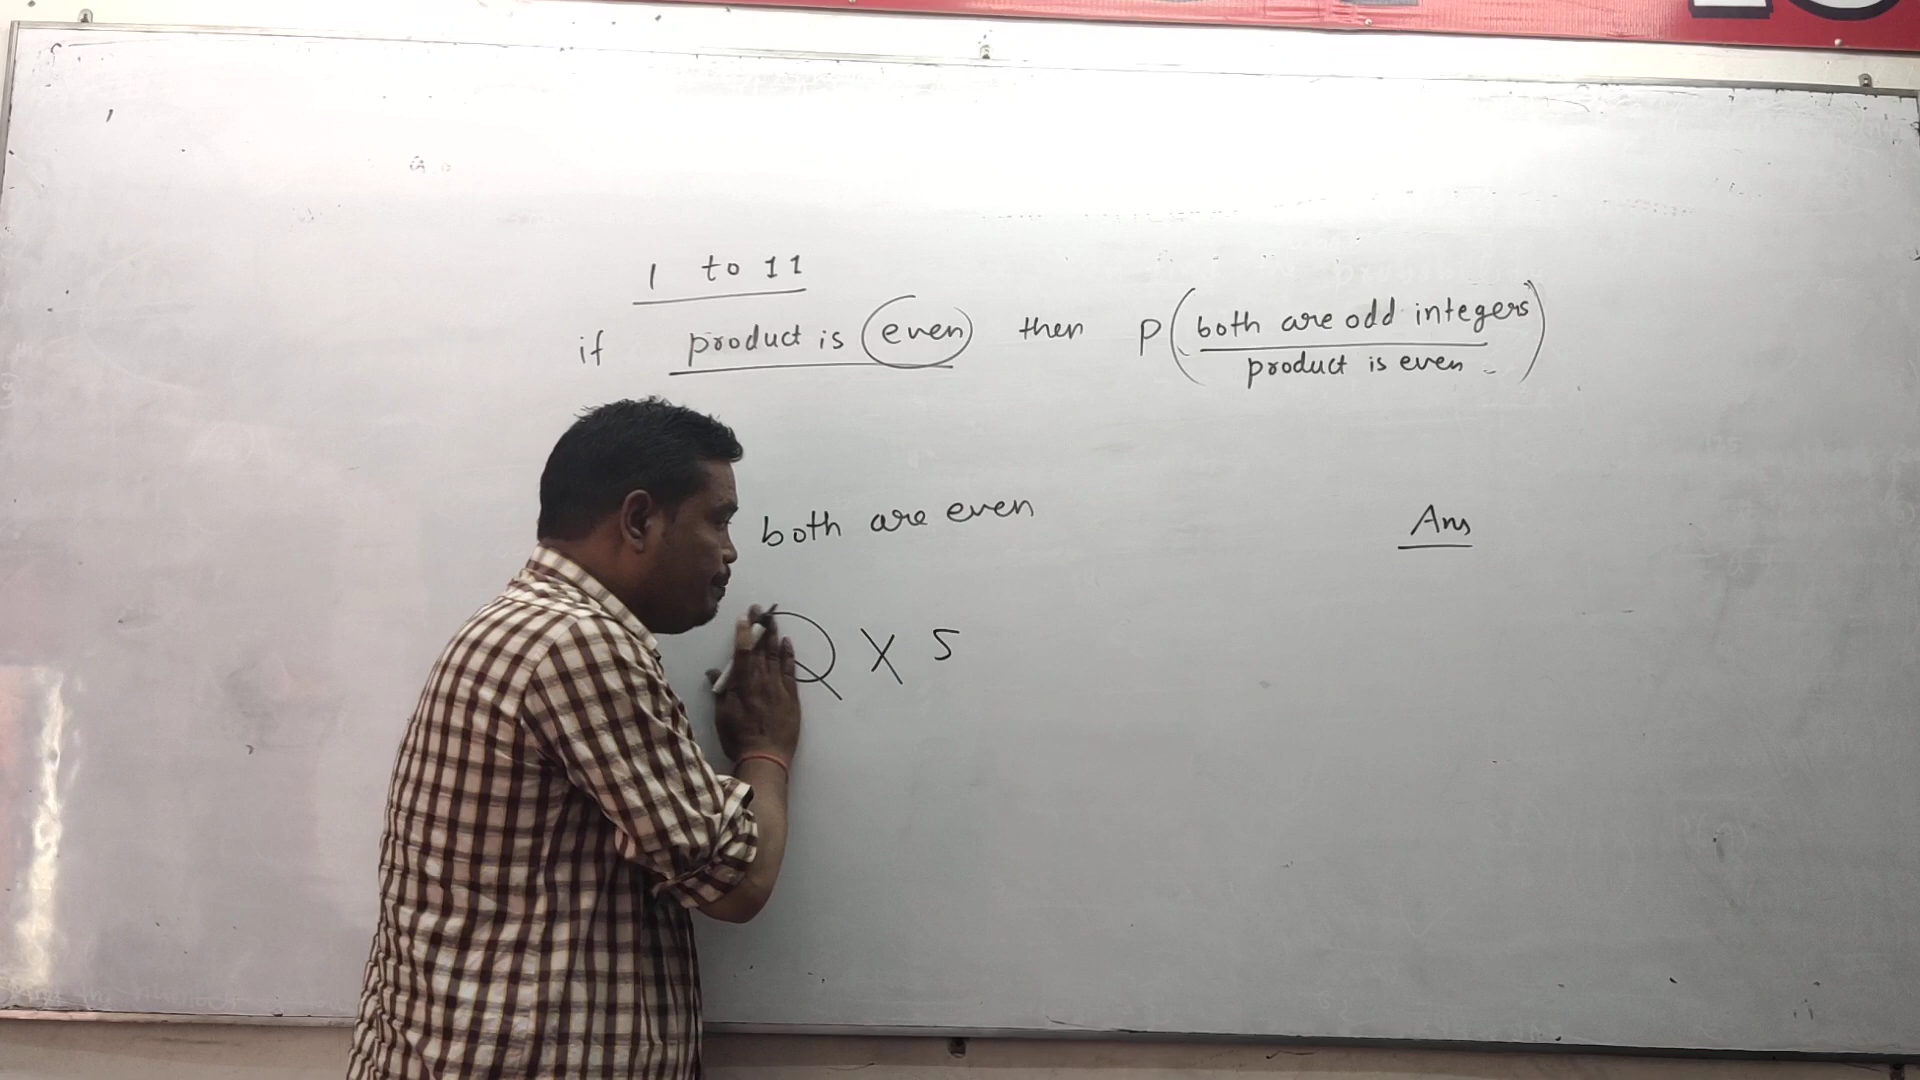 1 to 11
if product is even then P(both are odd integers
product is even)
both are even
Ans
X 5